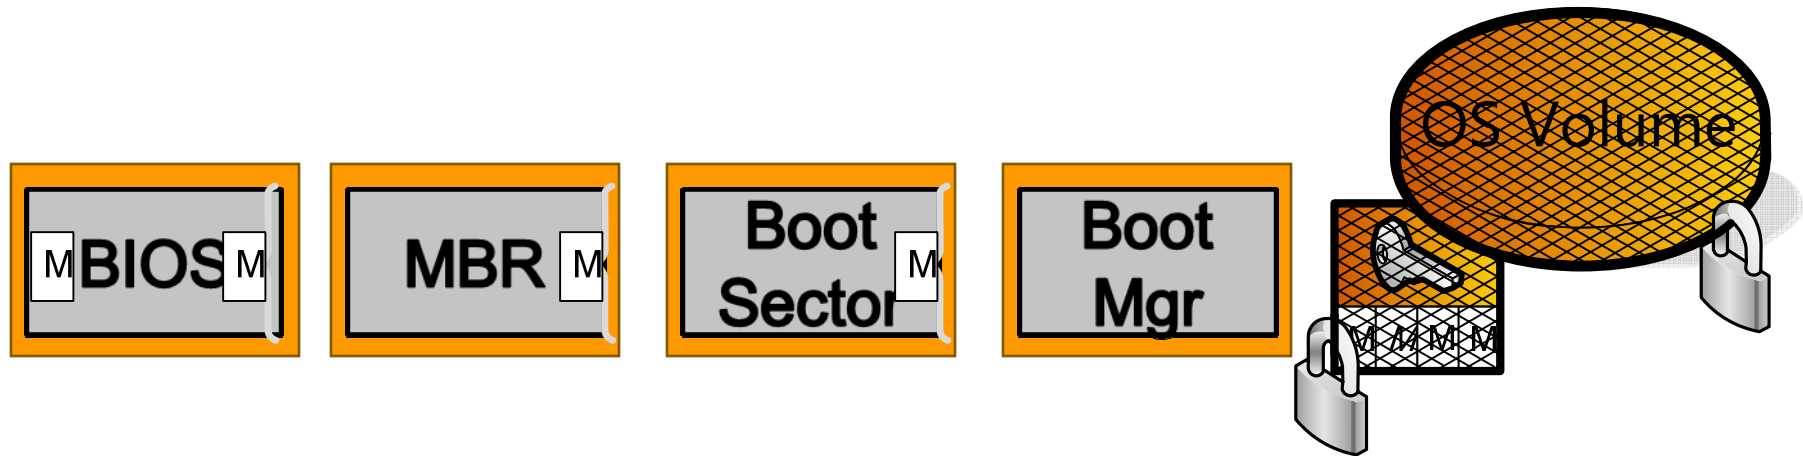 OS Volume
M BIOS M
MBR M
Boot
Sector M
Boot
Mgr
M M M M